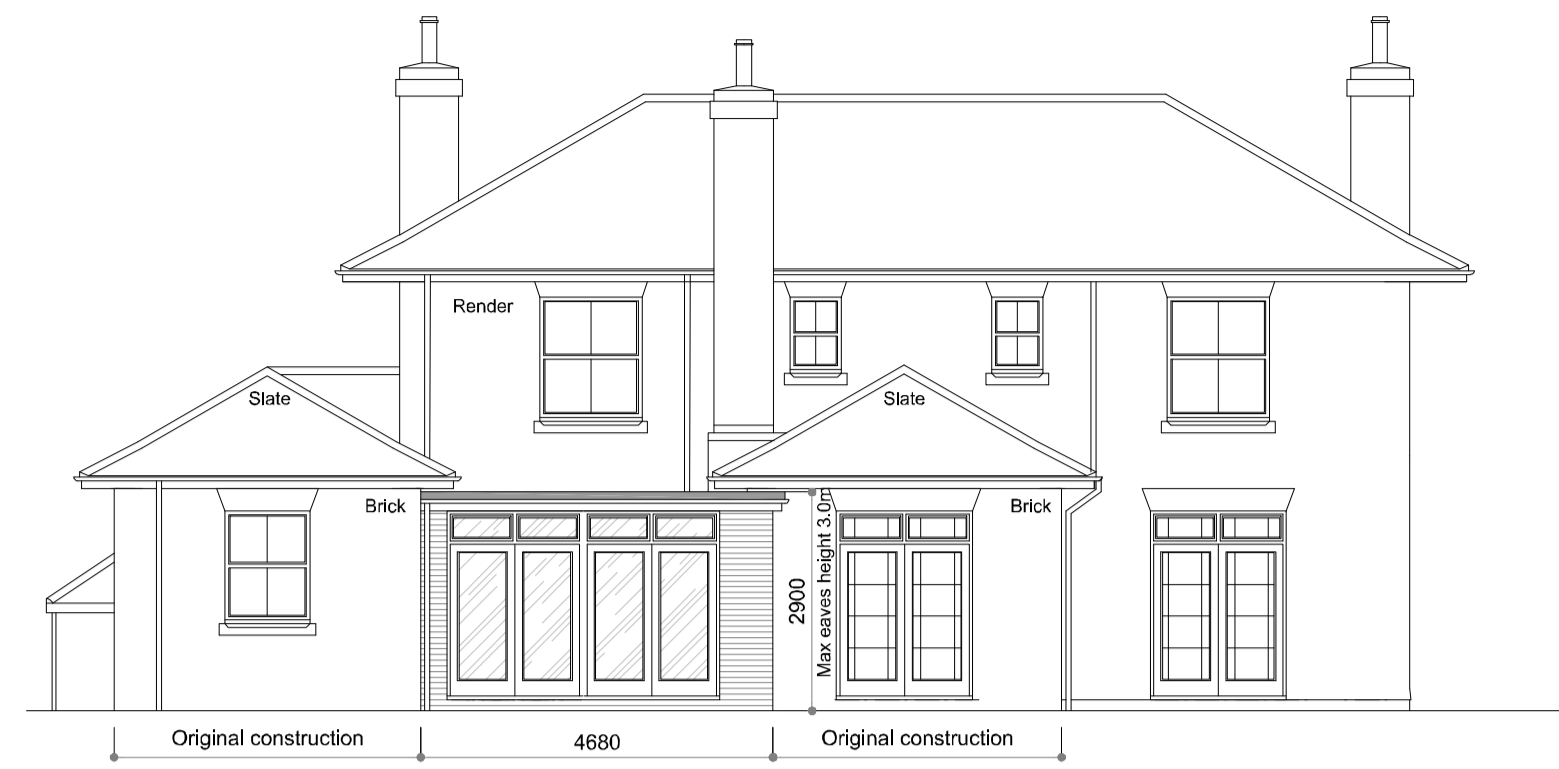 Render
Slate
Slate
Brick
Brick
2900
Max eaves height 3.0m
Original construction
4680
Original construction